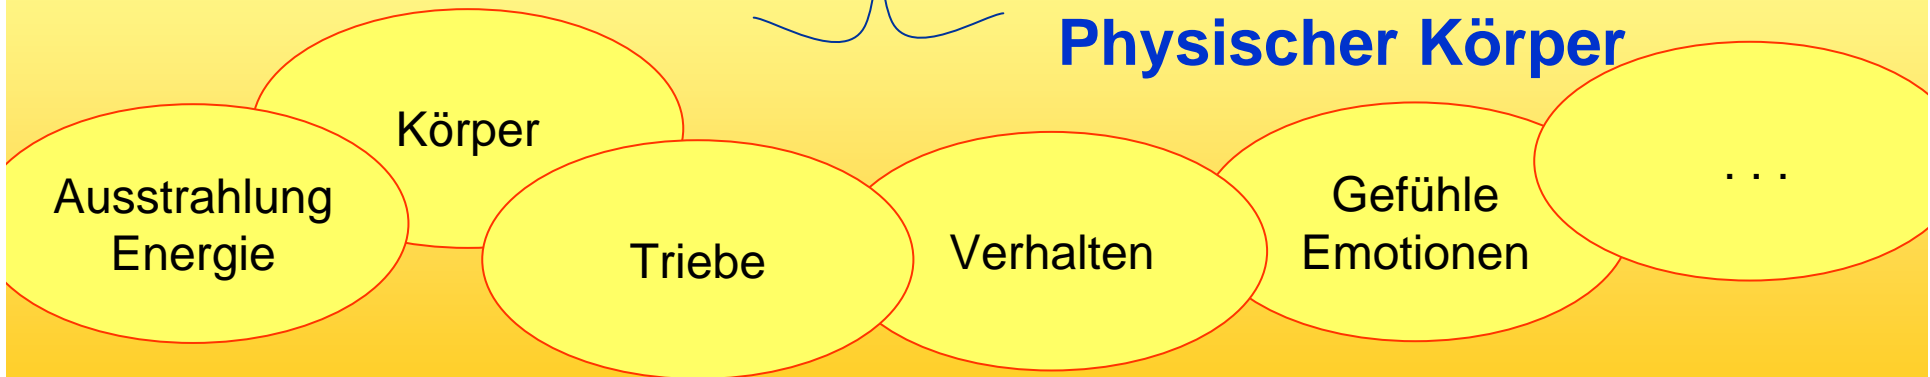 Physischer Körper
Körper
Ausstrahlung
Energie
Triebe
Verhalten
Gefühle
Emotionen
. . .